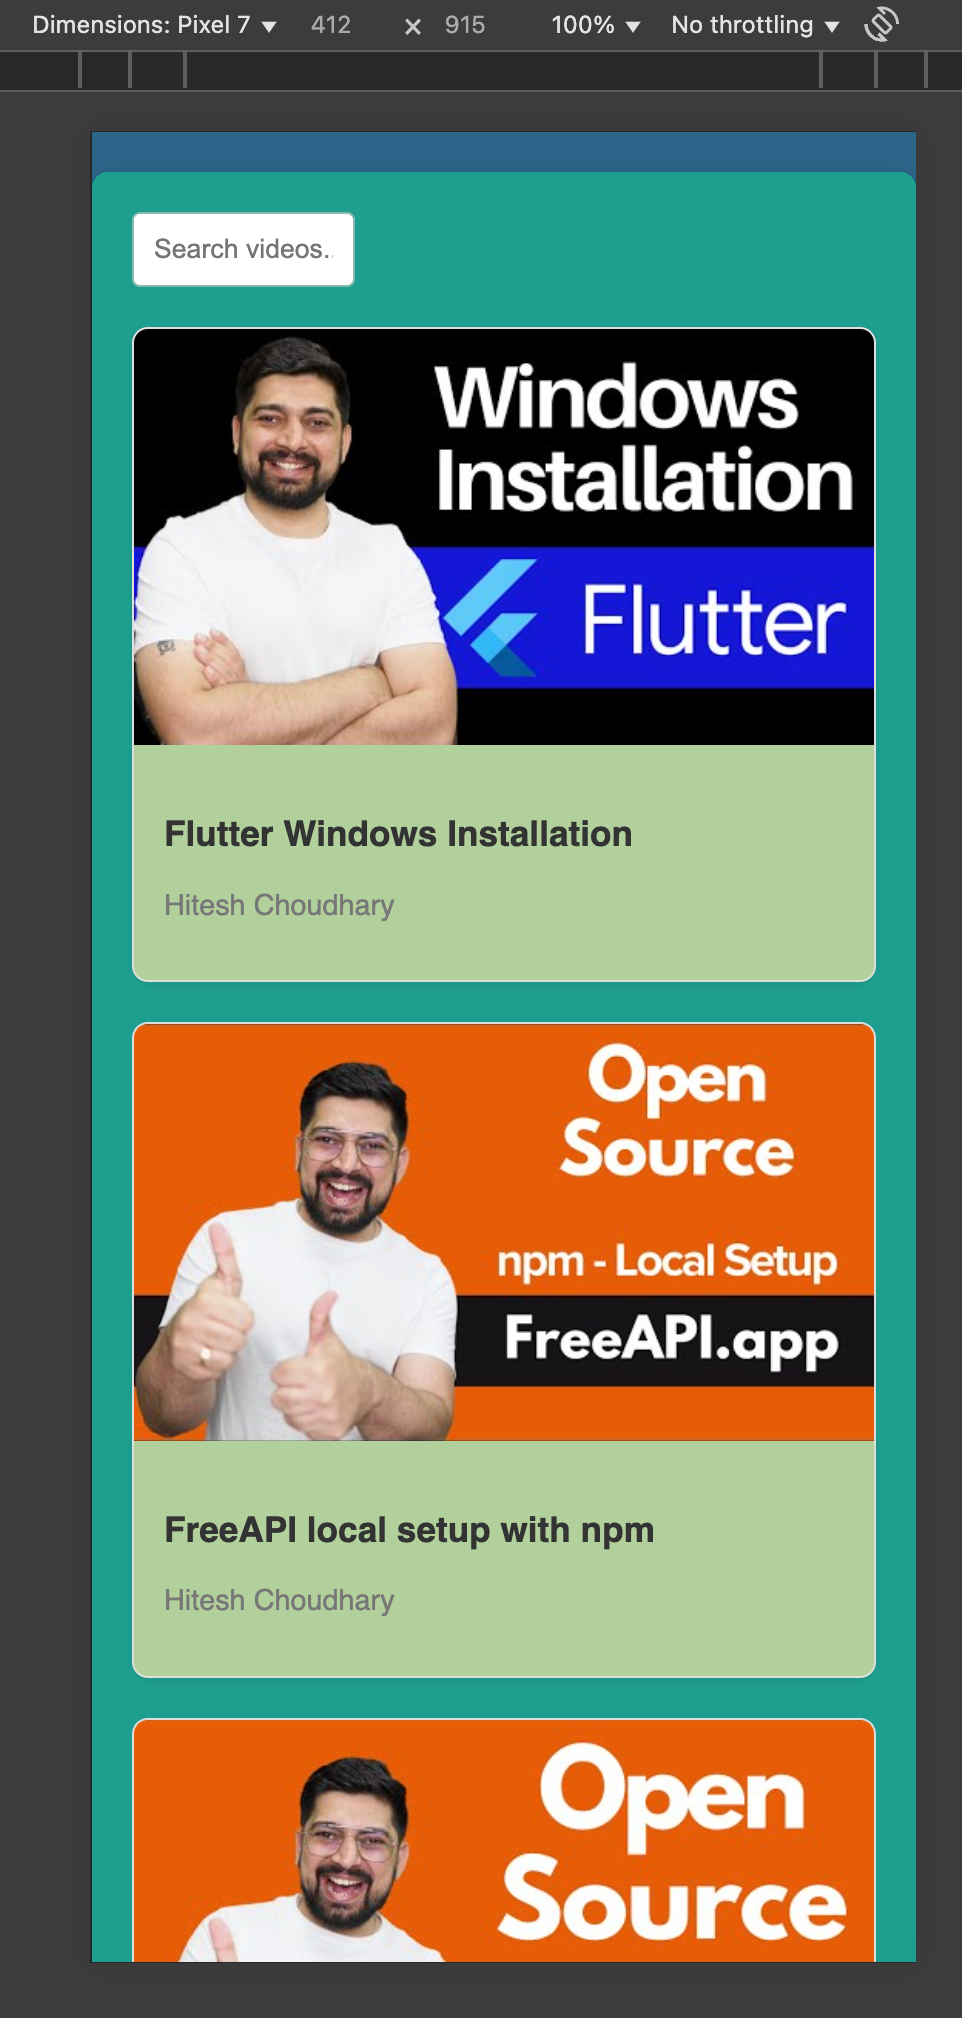 Dimensions: Pixel 7 ▼ 412 × 915 100% ▼ No throttling ▼
Search videos..
Windows
Installation
Flutter
Flutter Windows Installation
Hitesh Choudhary
Open
Source
npm - Local Setup
FreeAPI.app
FreeAPI local setup with npm
Hitesh Choudhary
Open
Source